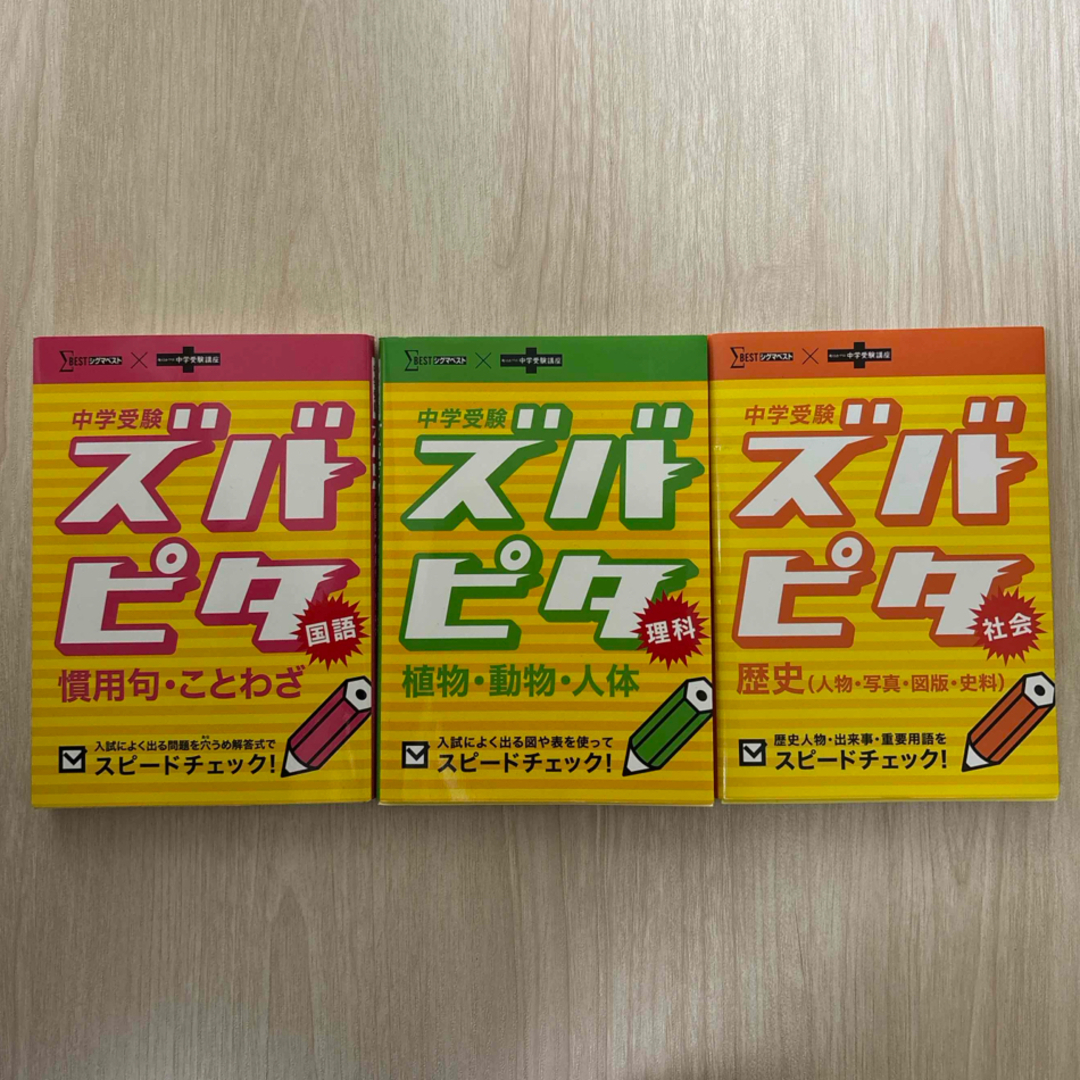 ΣBEST シグマベスト × 中学受験講座
中学受験
ズバ
ピタ
国語
慣用句・ことわざ
入試によく出る問題を穴うめ解答式で
スピードチェック!
ΣBEST シグマベスト × 中学受験講座
中学受験
ズバ
ピタ
理科
植物・動物・人体
入試によく出る図や表を使って
スピードチェック!
ΣBEST シグマベスト × 中学受験講座
中学受験
ズバ
ピタ
社会
歴史(人物・写真・図版・史料)
歴史人物・出来事・重要用語を
スピードチェック!